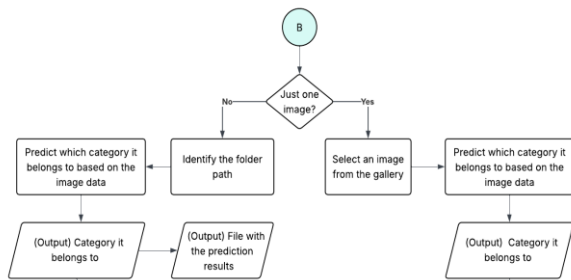 B
Just one
image?
No
Yes
Predict which category it
belongs to based on the
image data
Identify the folder
path
Select an image
from the gallery
Predict which category it
belongs to based on the
image data
(Output) Category it
belongs to
(Output) File with
the prediction
results
(Output) Category it
belongs to